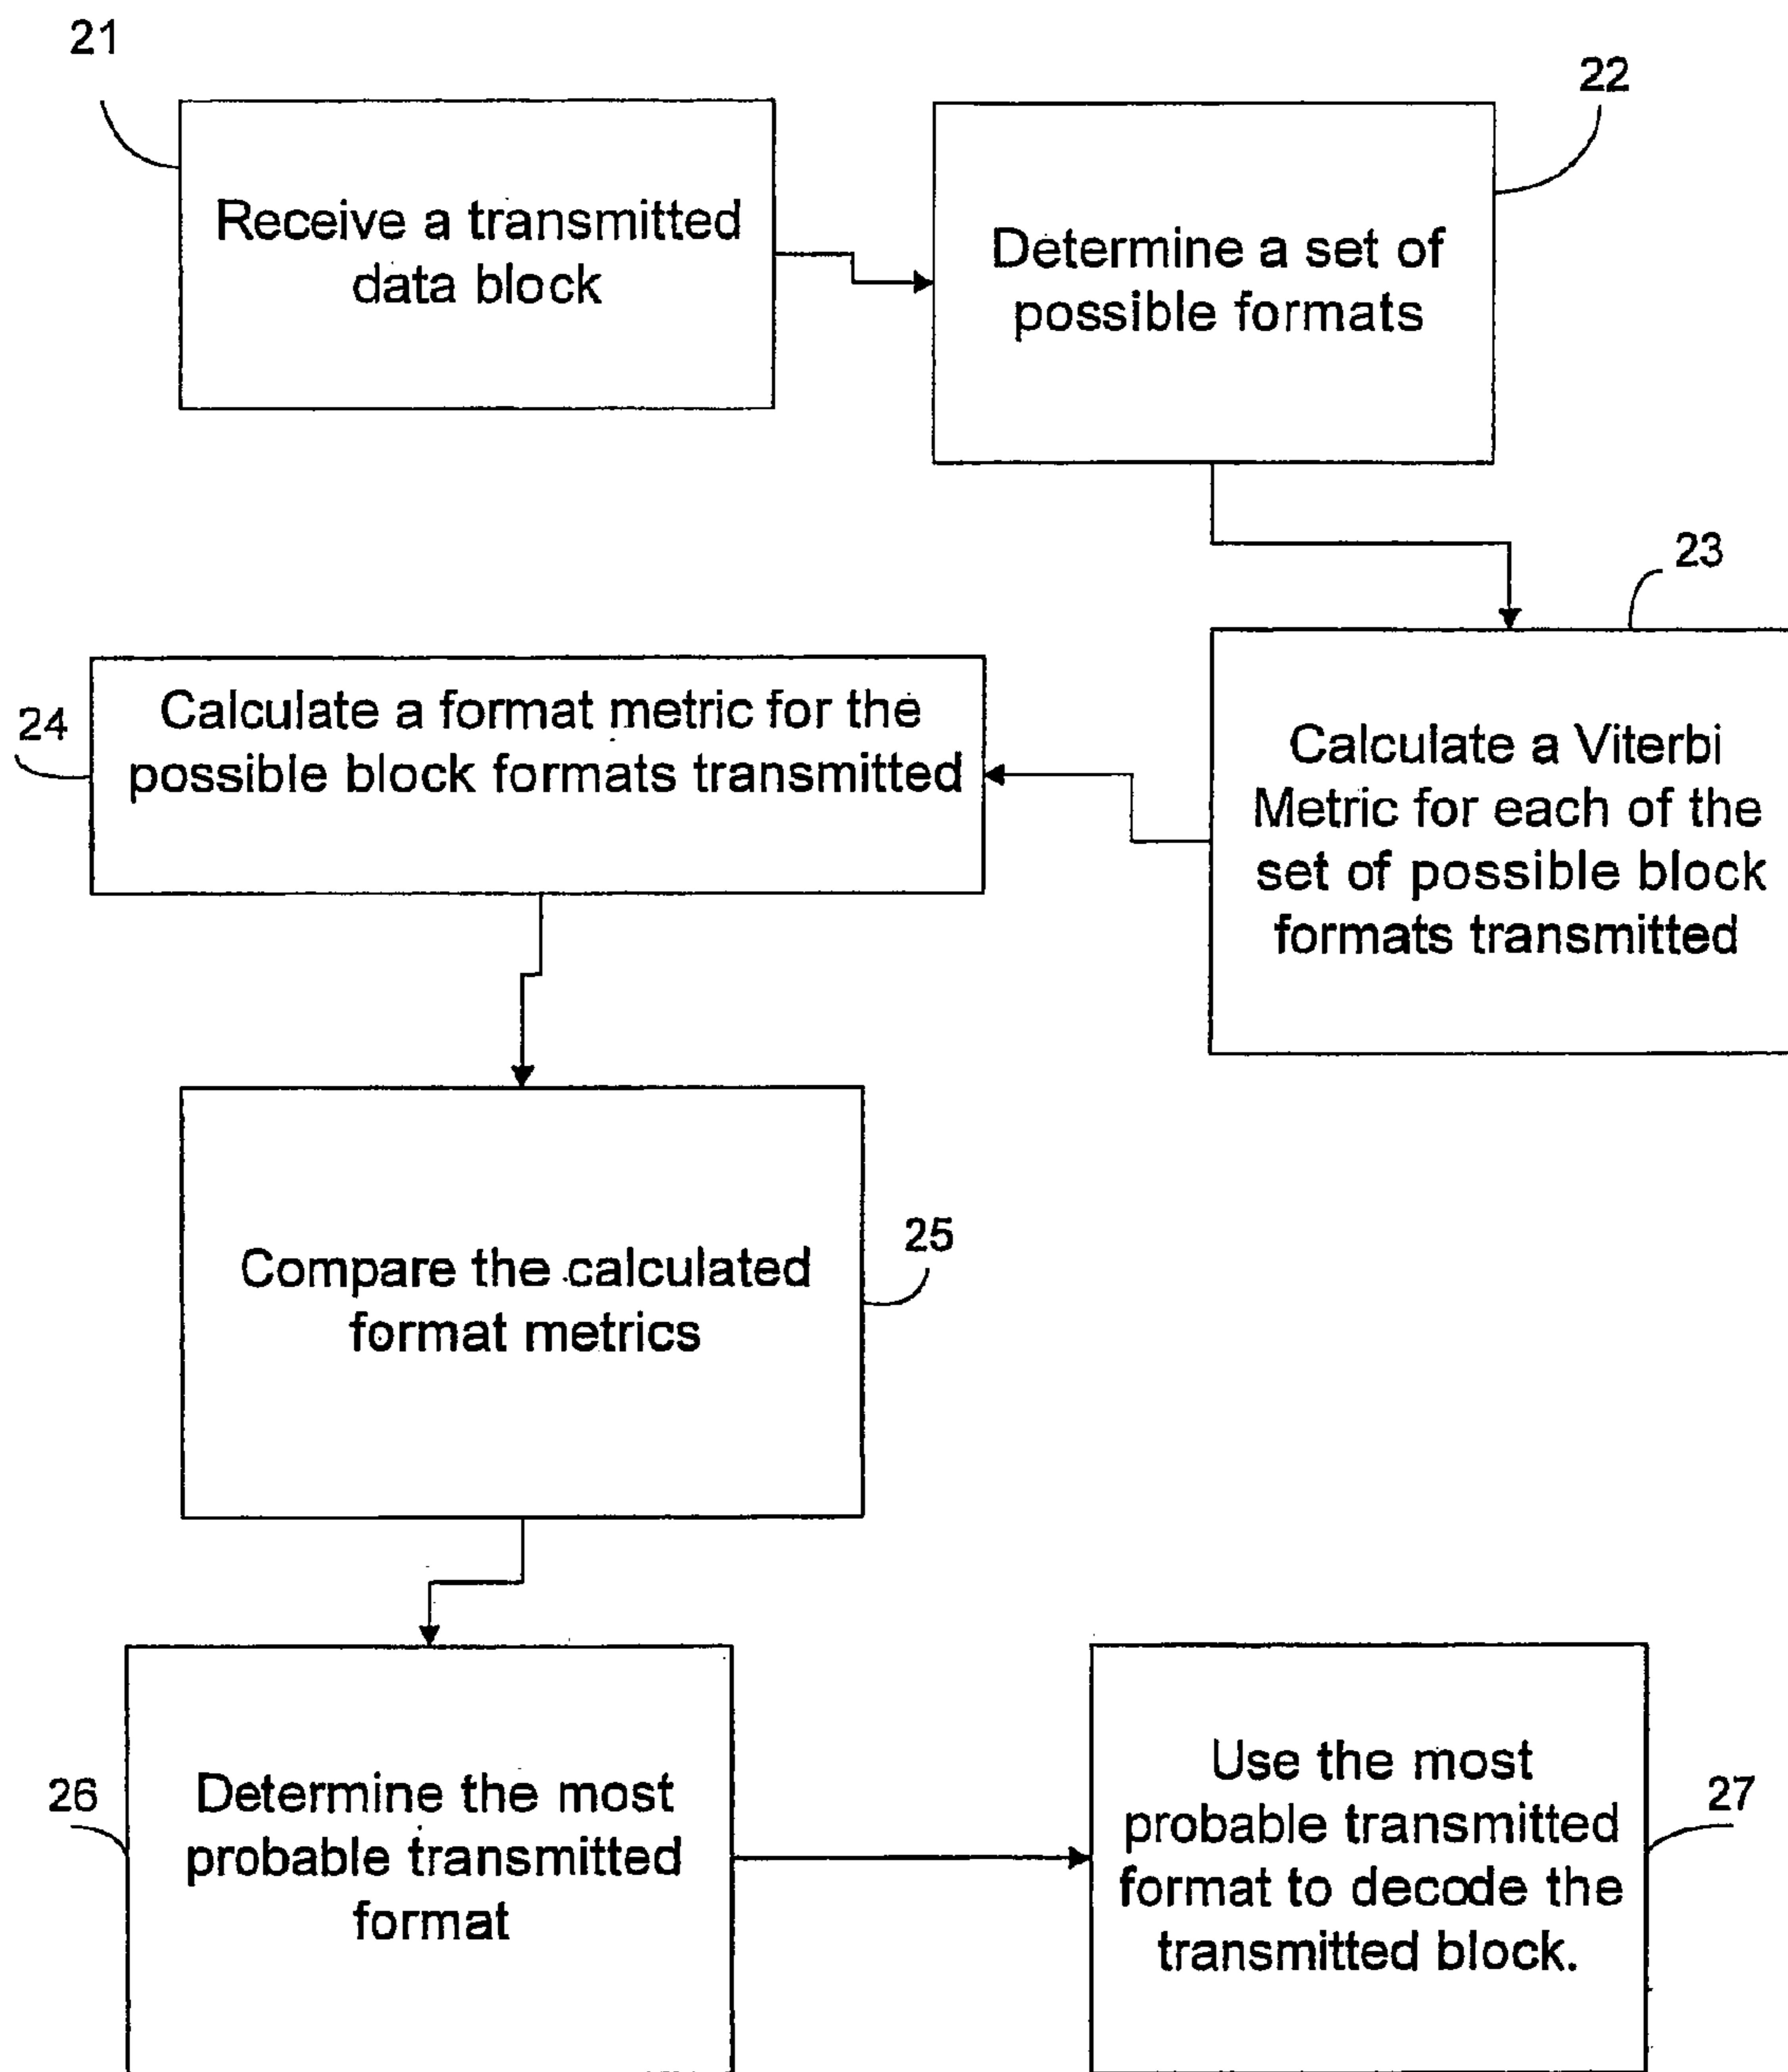 21
Receive a transmitted
data block
22
Determine a set of
possible formats
23
Calculate a Viterbi
Metric for each of the
set of possible block
formats transmitted
24
Calculate a format metric for the
possible block formats transmitted
Compare the calculated
format metrics
25
26
Determine the most
probable transmitted
format
Use the most
probable transmitted
format to decode the
transmitted block.
27